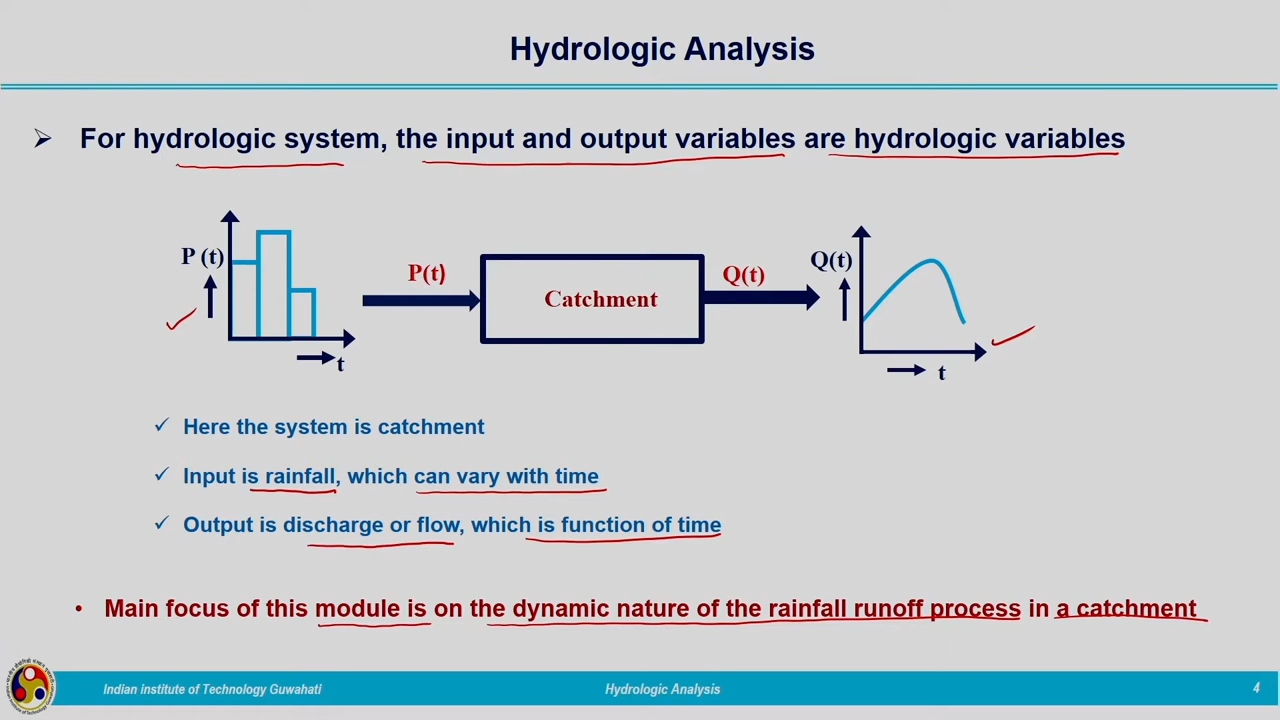 Hydrologic Analysis
For hydrologic system, the input and output variables are hydrologic variables
P (t)
t
P(t)
Catchment
Q(t)
Q(t)
t
Here the system is catchment
Input is rainfall, which can vary with time
Output is discharge or flow, which is function of time
Main focus of this module is on the dynamic nature of the rainfall runoff process in a catchment
Indian institute of Technology Guwahati
Hydrologic Analysis
4